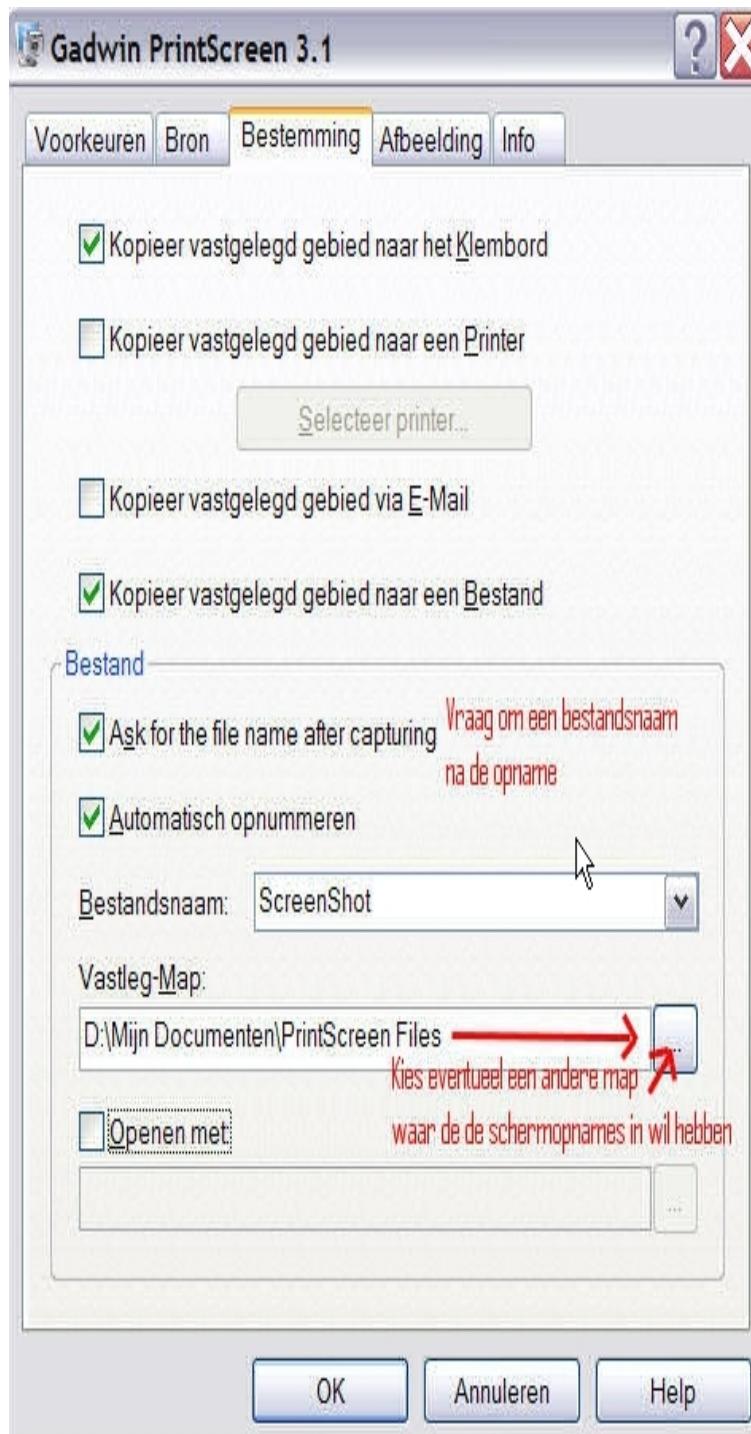 Gadwin PrintScreen 3.1
Voorkeuren Bron Bestemming Afbeelding Info
Kopieer vastgelegd gebied naar het Klembord
Kopieer vastgelegd gebied naar een Printer
Selecteer printer...
Kopieer vastgelegd gebied via E-Mail
Kopieer vastgelegd gebied naar een Bestand
Bestand
Ask for the file name after capturing
Vraag om een bestandsnaam
na de opname
Automatisch opnummeren
Bestandsnaam: ScreenShot
Vastleg-Map:
D:\Mijn Documenten\PrintScreen Files ...
Kies eventueel een andere map
waar de de schermopnames in wil hebben
Openen met
...
OK Annuleren Help